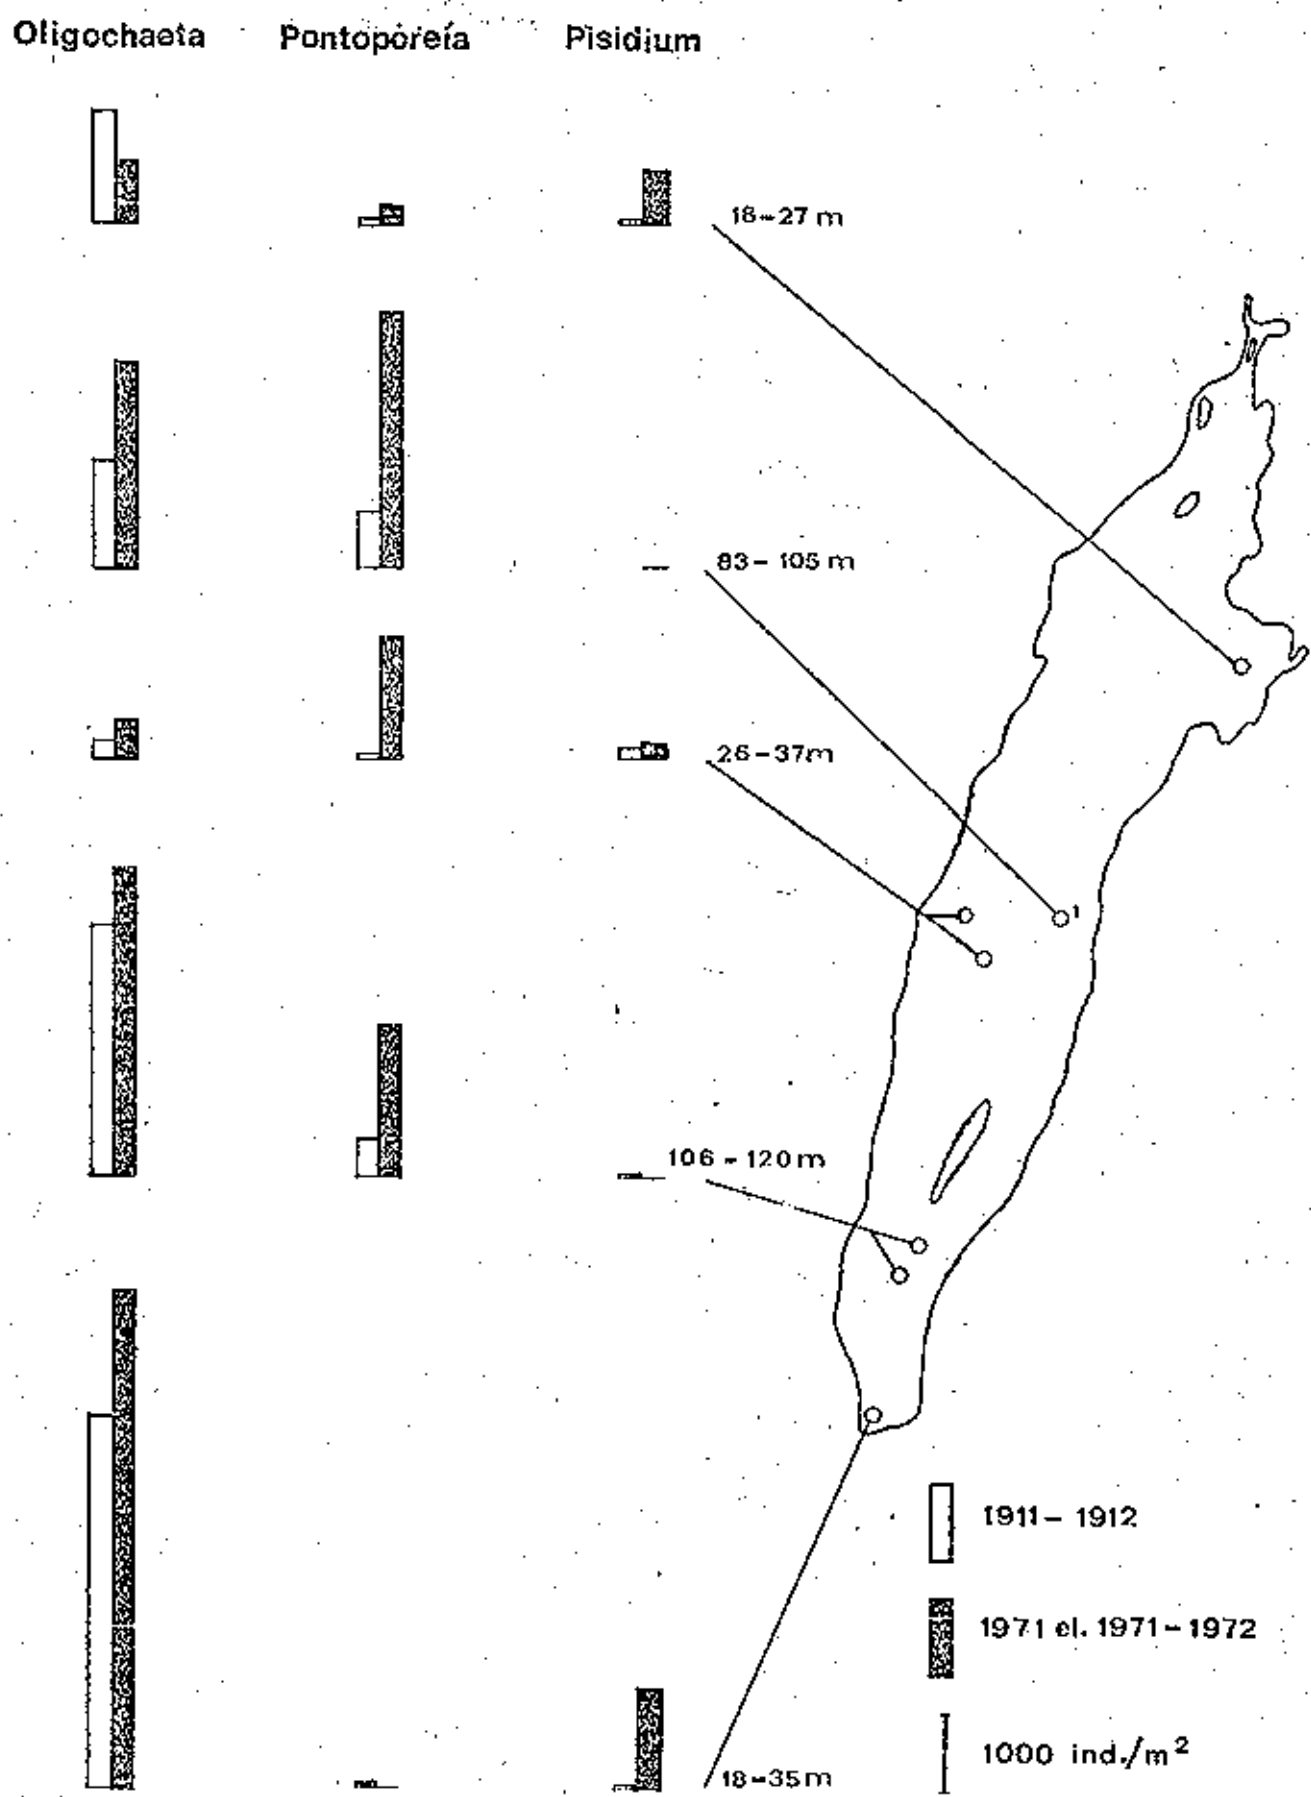 Oligochaeta Pontoporeia Pisidium
18-27 m
83-105 m
26-37m
1
106-120 m
1911-1912
1971 el. 1971-1972
1000 ind./m²
18-35m